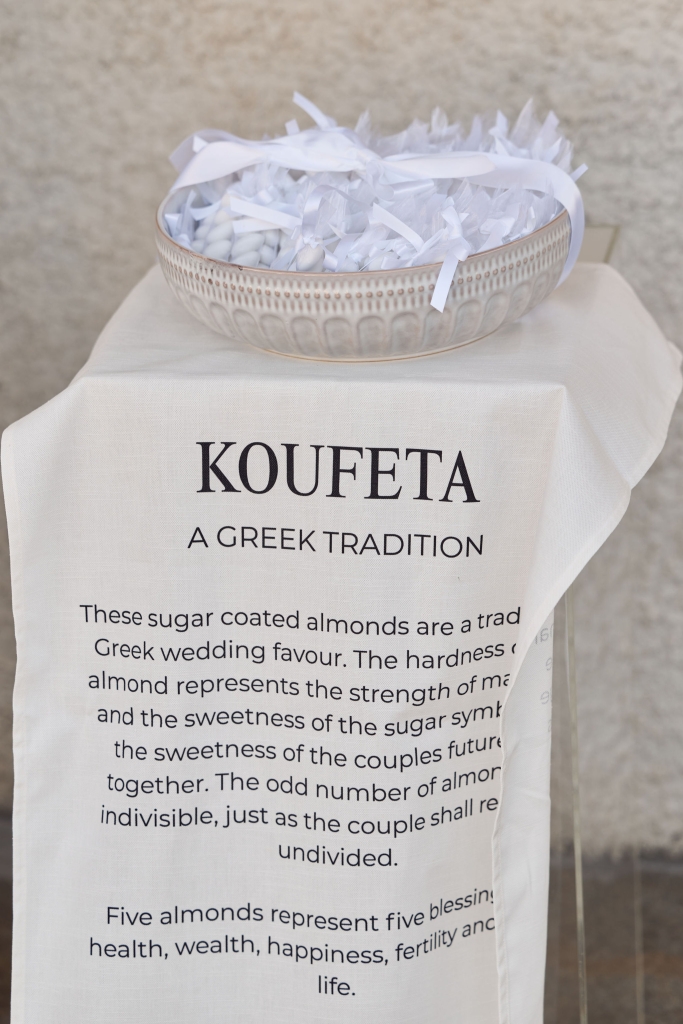 KOUFETA
A GREEK TRADITION
These sugar coated almonds are a trad
Greek wedding favour. The hardness
almond represents the strength of ma
and the sweetness of the sugar symb
the sweetness of the couples future
together. The odd number of almon
indivisible, just as the couple shall re
undivided.
Five almonds represent five blessing
health, wealth, happiness, fertility and
life.